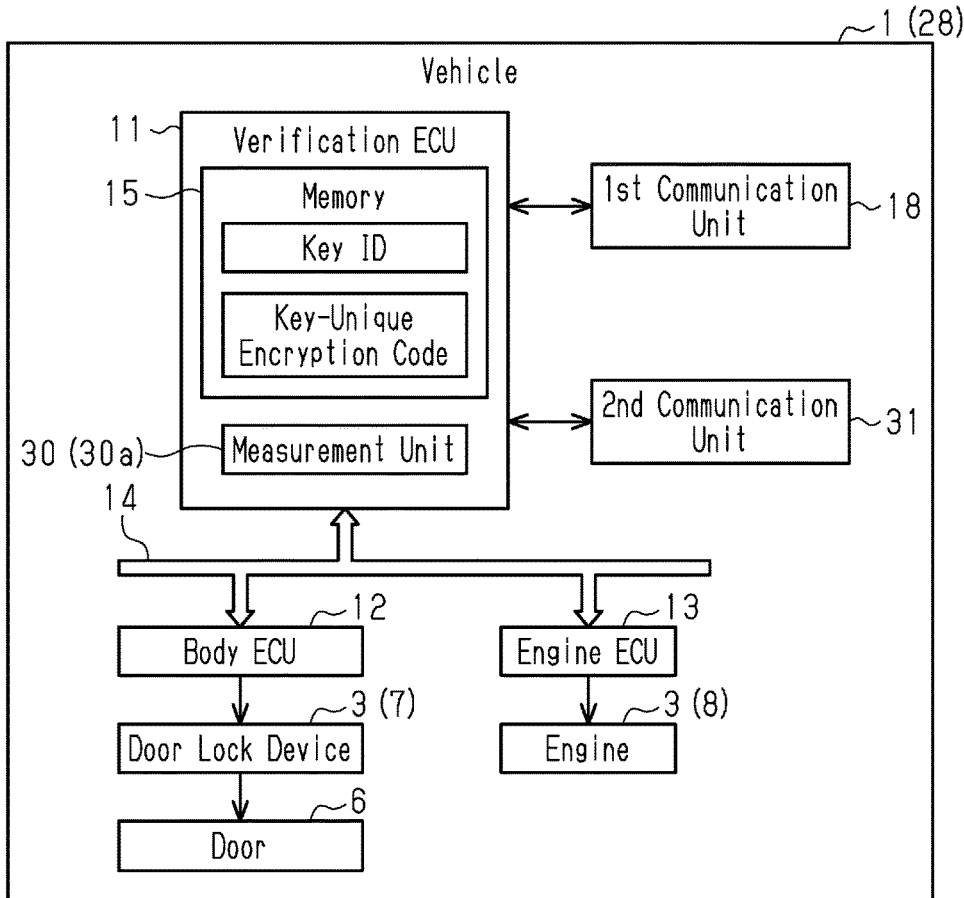 1 (28)
Vehicle
11
Verification ECU
15
Memory
Key ID
Key-Unique
Encryption Code
30 (30a)
Measurement Unit
1st Communication
Unit
18
2nd Communication
Unit
31
14
12
Body ECU
13
Engine ECU
3 (7)
Door Lock Device
3 (8)
Engine
6
Door